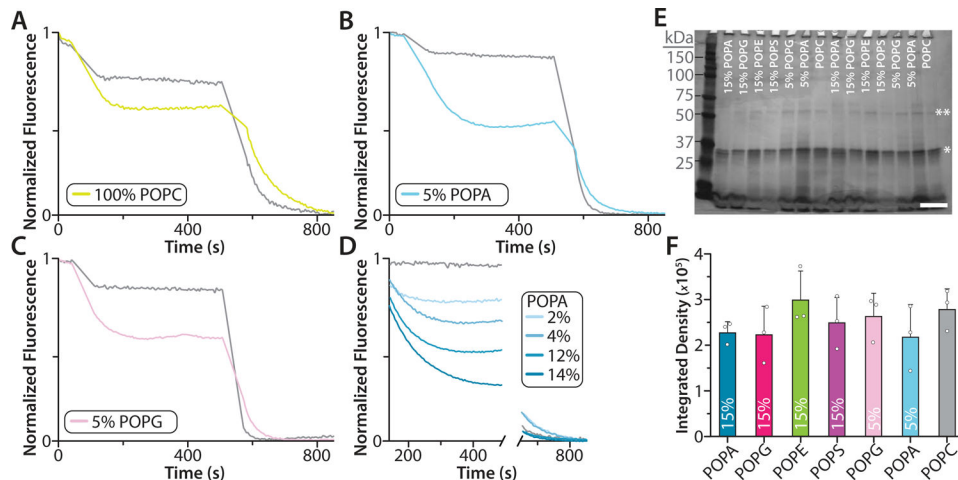 A
Normalized Fluorescence
1
1
0
400
800
Time (s)
100% POPC
B
Normalized Fluorescence
1
0
0
400
800
Time (s)
5% POPA
C
Normalized Fluorescence
1
0
0
400
800
Time (s)
5% POPG
D
Normalized Fluorescence
1
0
200
400
800
Time (s)
POPA
2%
4%
12%
14%
E
kDa
150
100
75
50
37
25
15% POPA
15% POPG
15% POPE
15% POPS
5% POPG
5% POPA
POPC
15% POPA
15% POPG
15% POPE
15% POPS
5% POPG
5% POPA
POPC
**
*
F
Integrated Density (x10⁵)
4
3
2
1
0
15%
15%
15%
15%
5%
5%
POPA
POPG
POPE
POPS
POPG
POPA
POPC